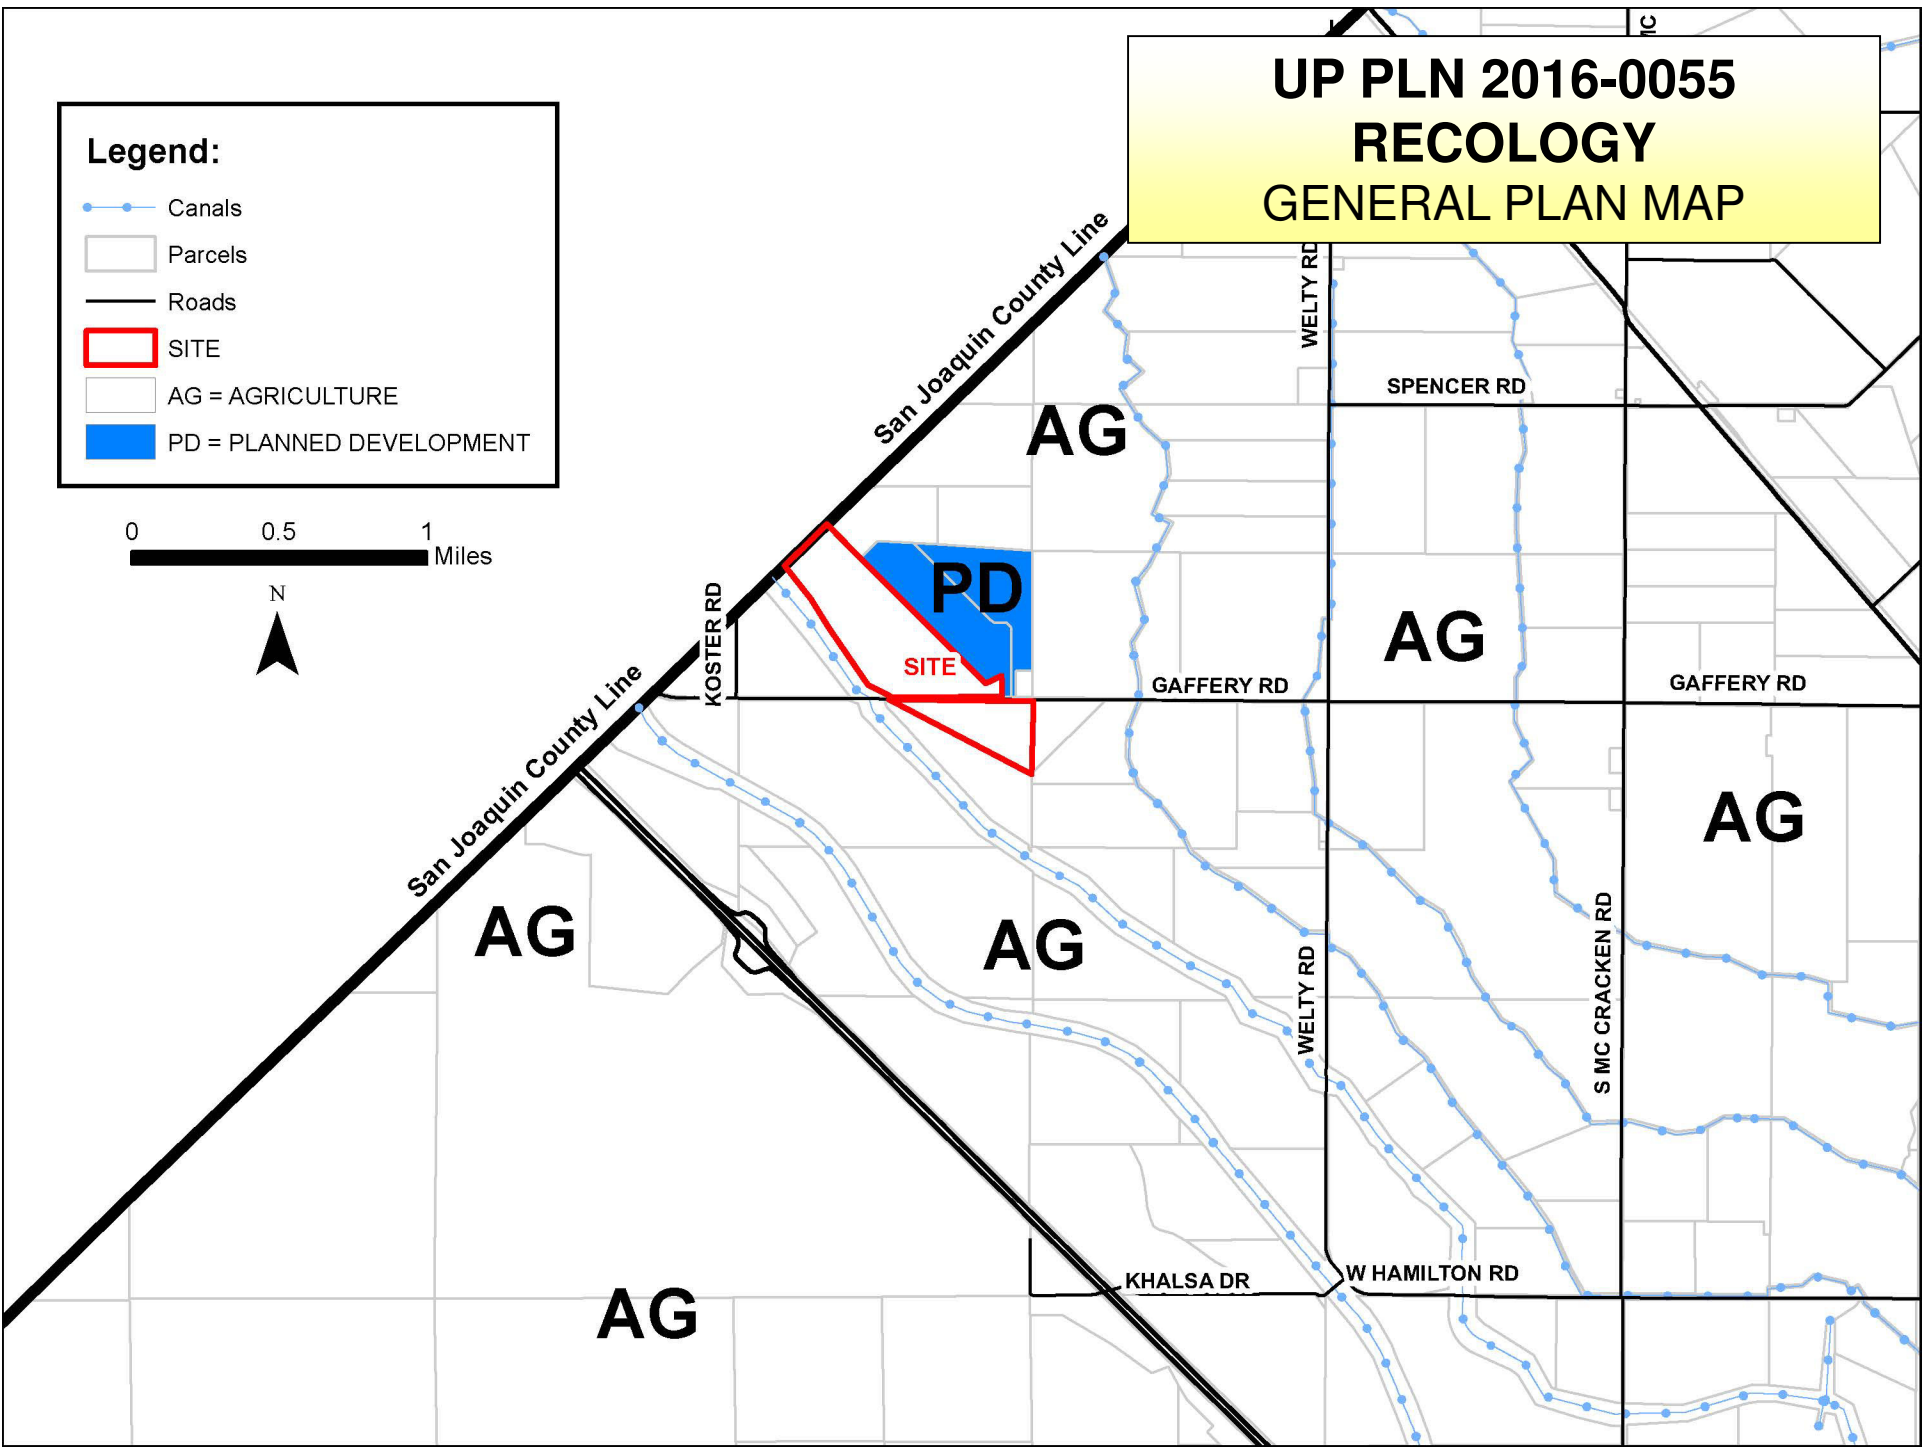 UP PLN 2016-0055
RECOLOGY
GENERAL PLAN MAP
Legend:
Canals
Parcels
Roads
SITE
AG = AGRICULTURE
PD = PLANNED DEVELOPMENT
0 0.5 1
Miles
N
San Joaquin County Line
San Joaquin County Line
KOSTER RD
WELTY RD
SPENCER RD
AG
PD
SITE
AG
GAFFERY RD
GAFFERY RD
AG
AG
AG
WELTY RD
S MC CRACKEN RD
KHALSA DR
W HAMILTON RD
AG